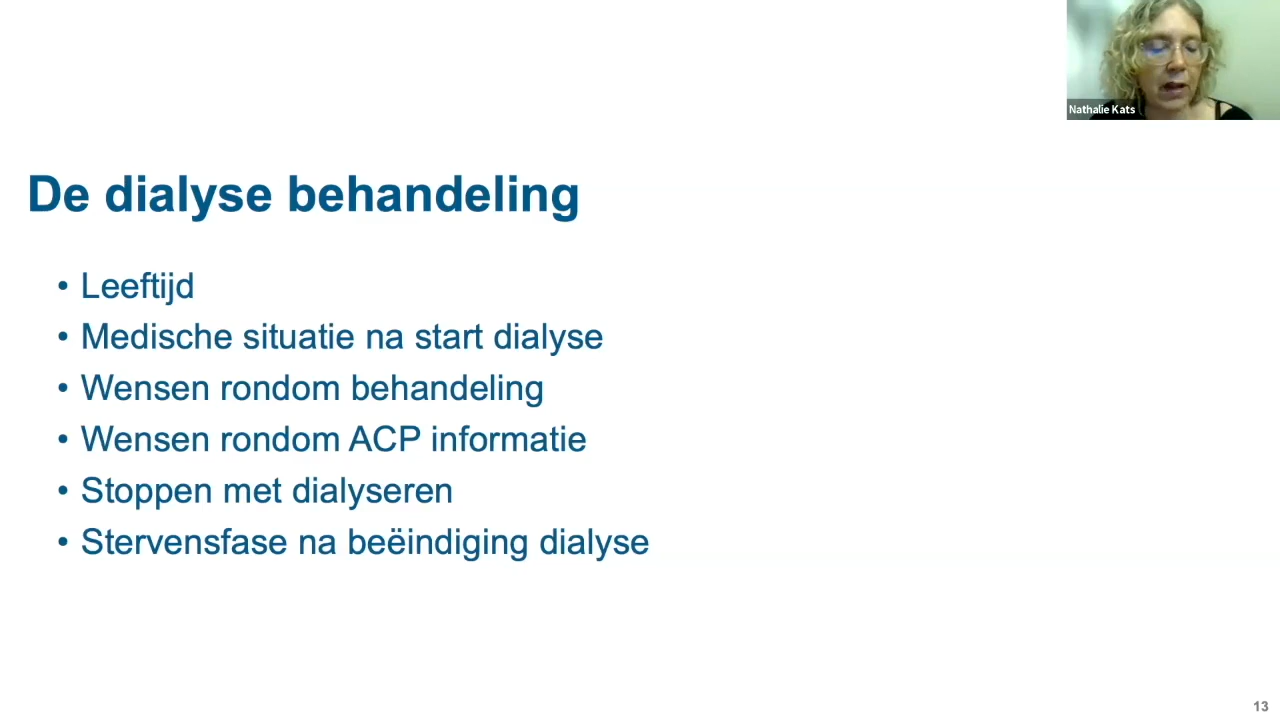 Nathalie Kats
De dialyse behandeling
• Leeftijd
• Medische situatie na start dialyse
• Wensen rondom behandeling
• Wensen rondom ACP informatie
• Stoppen met dialyseren
• Stervensfase na beëindiging dialyse
13